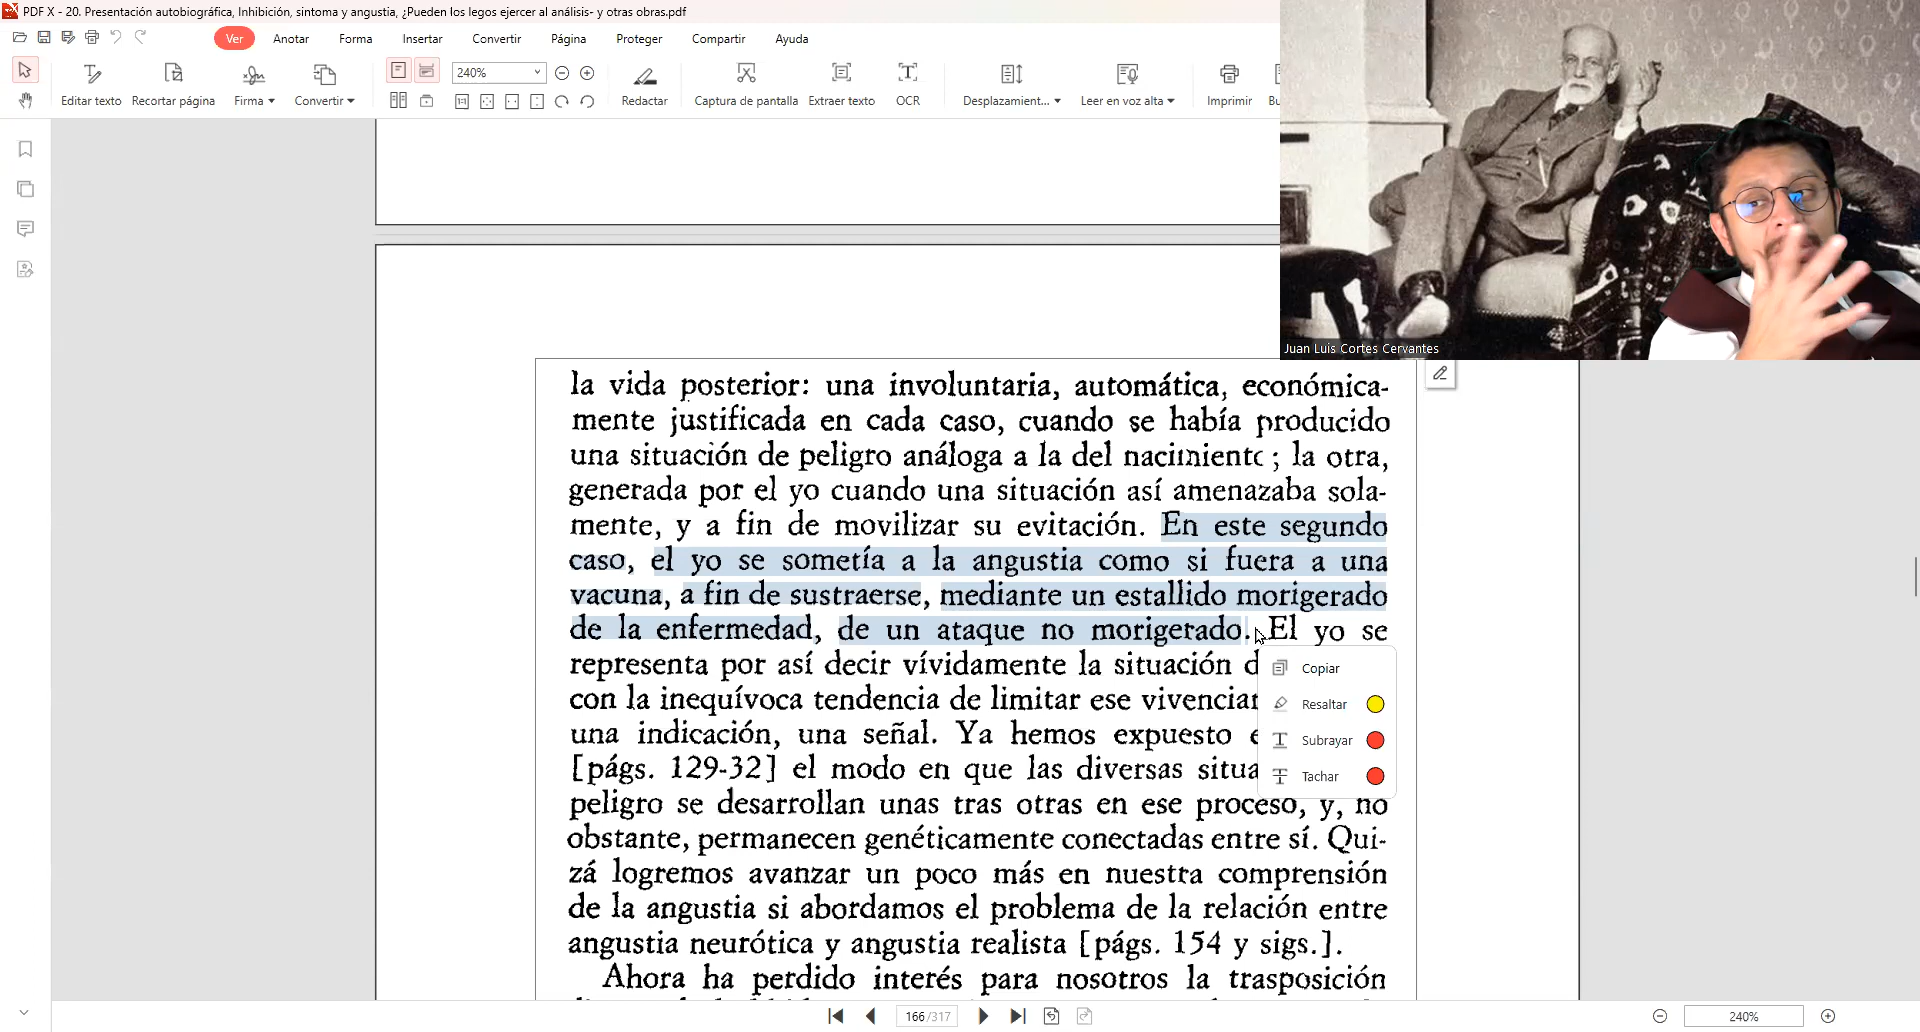 PDF X - 20. Presentación autobiográfica, Inhibición, sintoma y angustia, ¿Pueden los legos ejercer al análisis- y otras obras.pdf
Ver
Anotar
Forma
Insertar
Convertir
Página
Proteger
Compartir
Ayuda
240%
Editar texto
Recortar página
Firma
Convertir
Redactar
Captura de pantalla
Extraer texto
OCR
Desplazamient...
Leer en voz alta
Imprimir
Bu
Juan Luis Cortes Cervantes
la vida posterior: una involuntaria, automática, económica-
mente justificada en cada caso, cuando se había producido
una situación de peligro análoga a la del nacimiento; la otra,
generada por el yo cuando una situación así amenazaba sola-
mente, y a fin de movilizar su evitación. En este segundo
caso, el yo se sometía a la angustia como si fuera a una
vacuna, a fin de sustraerse, mediante un estallido morigerado
de la enfermedad, de un ataque no morigerado. El yo se
representa por así decir vívidamente la situación d
con la inequívoca tendencia de limitar ese vivenciar
una indicación, una señal. Ya hemos expuesto e
[págs. 129-32] el modo en que las diversas situa
peligro se desarrollan unas tras otras en ese proceso, y, no
obstante, permanecen genéticamente conectadas entre sí. Qui-
zá logremos avanzar un poco más en nuestra comprensión
de la angustia si abordamos el problema de la relación entre
angustia neurótica y angustia realista [págs. 154 y sigs.].
Ahora ha perdido interés para nosotros la trasposición
Copiar
Resaltar
Subrayar
Tachar
166/317
240%